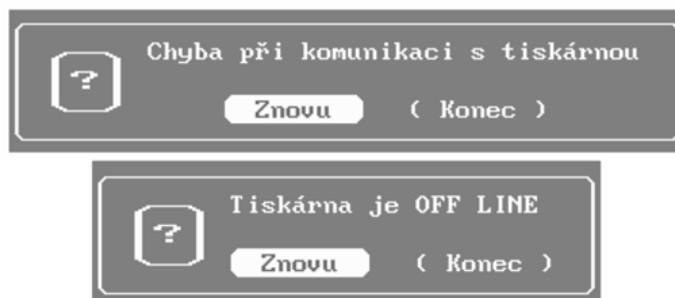 Chyba při komunikaci s tiskárnou
?
Znovu ( Konec )
Tiskárna je OFF LINE
?
Znovu ( Konec )